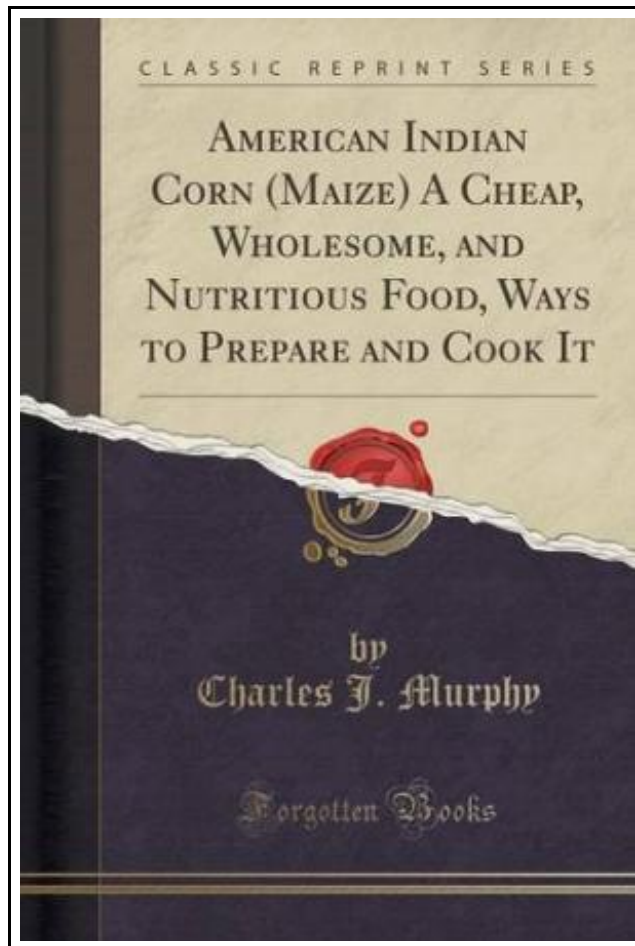 CLASSIC REPRINT SERIES
AMERICAN INDIAN
CORN (MAIZE) A CHEAP,
WHOLESOME, AND
NUTRITIOUS FOOD, WAYS
TO PREPARE AND COOK IT
F
by
Charles J. Murphy
Forgotten Books